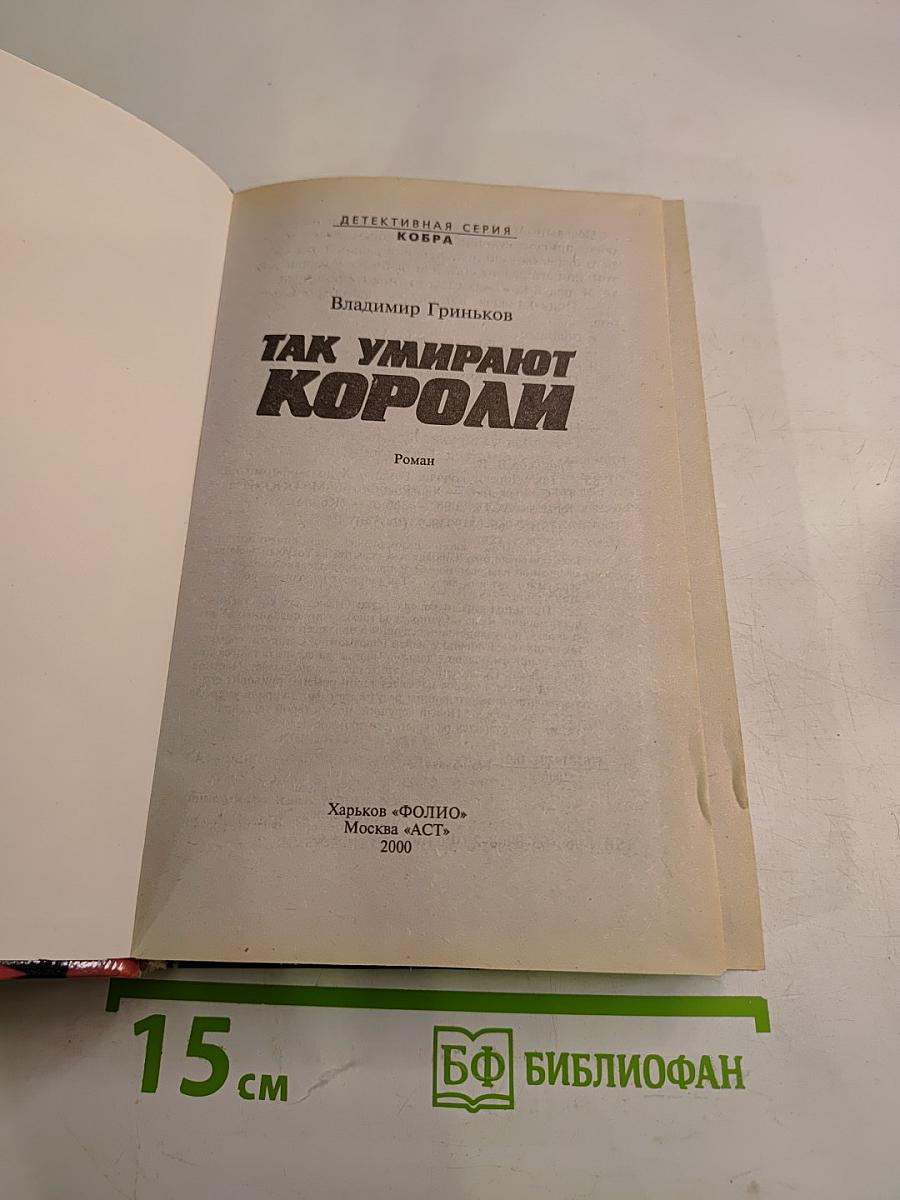 ДЕТЕКТИВНАЯ СЕРИЯ
КОБРА
Владимир Гриньков
ТАК УМИРАЮТ
КОРОЛИ
Роман
Харьков «ФОЛИО»
Москва «АСТ»
2000
15 см
БФ БИБЛИОФАН